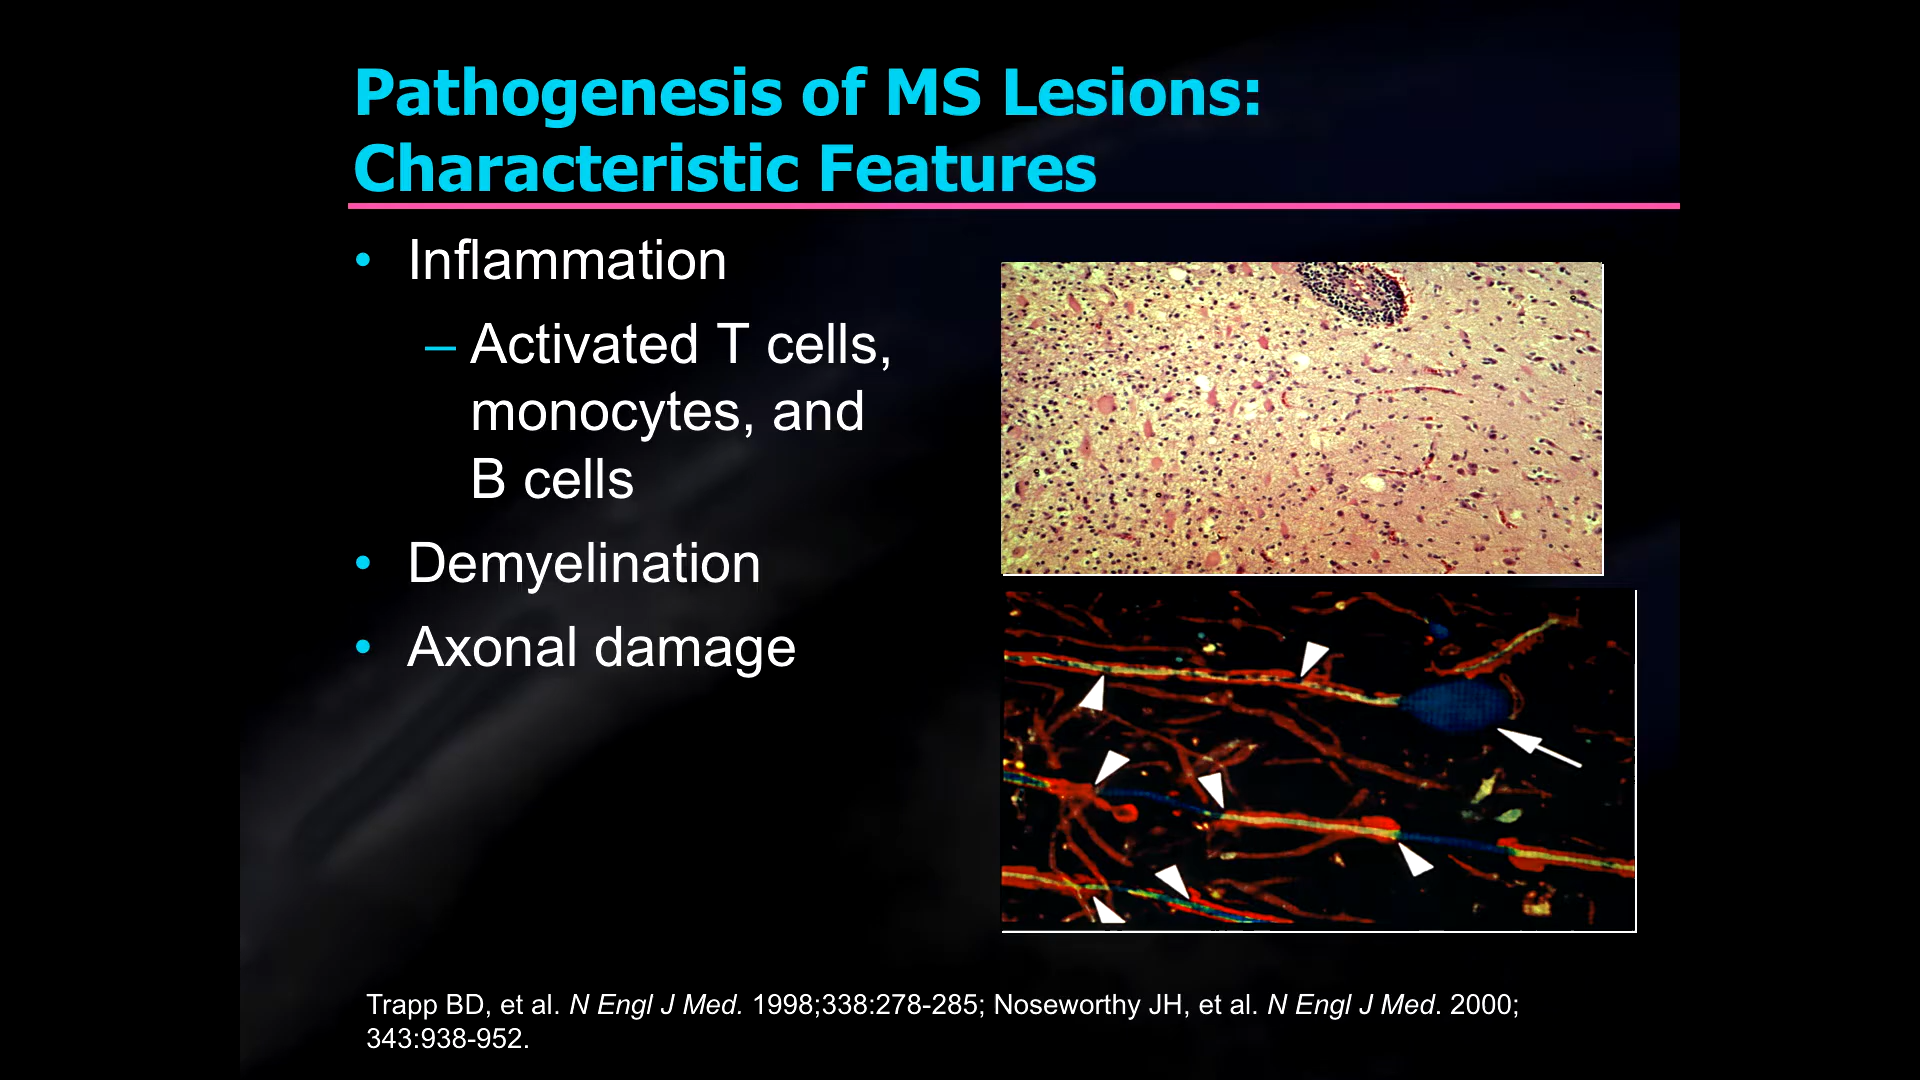 Pathogenesis of MS Lesions:
Characteristic Features
• Inflammation
– Activated T cells,
monocytes, and
B cells
• Demyelination
• Axonal damage
Trapp BD, et al. N Engl J Med. 1998;338:278-285; Noseworthy JH, et al. N Engl J Med. 2000;
343:938-952.